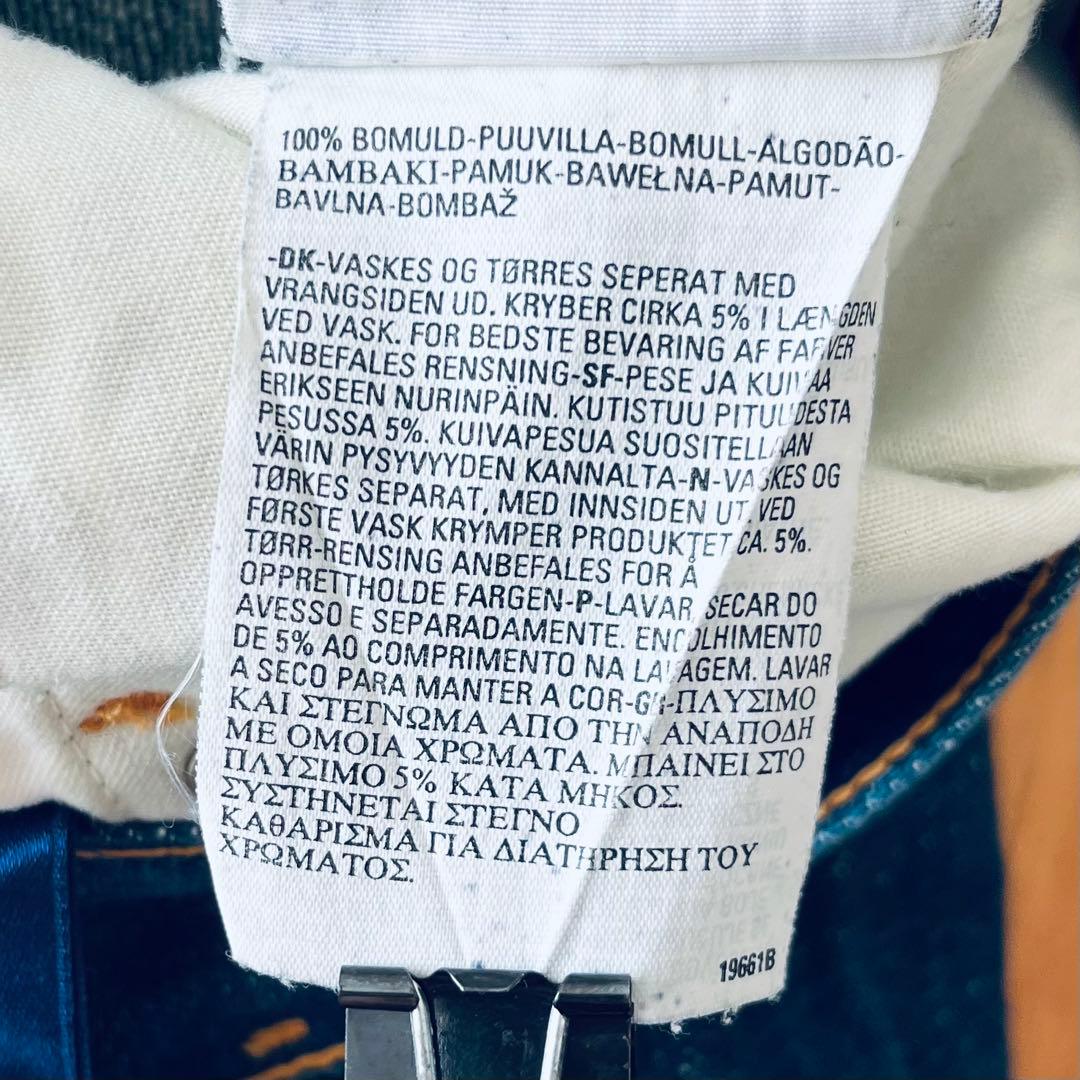 100% BOMULD-PUUVILLA-BOMULL-ALGODÃO-
BAMBAKI-PAMUK-BAWEŁNA-PAMUT-
BAVLNA-BOMBAŽ
-DK-VASKES OG TØRRES SEPERAT MED
VRANGSIDEN UD. KRYBER CIRKA 5% I LÆNGDEN
VED VASK. FOR BEDSTE BEVARING AF FARVER
ANBEFALES RENSNING-SF-PESE JA KUIVAA
ERIKSEEN NURINPÄIN. KUTISTUU PITUUDESTA
PESUSSA 5%. KUIVAPESUA SUOSITELLAAN
VÄRIN PYSYVYYDEN KANNALTA-N-VASKES OG
TØRKES SEPARAT, MED INNSIDEN UT. VED
FØRSTE VASK KRYMPER PRODUKTET CA. 5%.
TØRR-RENSING ANBEFALES FOR Å
OPPRETTHOLDE FARGEN-P-LAVAR SECAR DO
AVESSO E SEPARADAMENTE. ENCOLHIMENTO
DE 5% AO COMPRIMENTO NA LAVAGEM. LAVAR
A SECO PARA MANTER A COR-GR-ΠΛΥΣΙΜΟ
ΚΑΙ ΣΤΕΓΝΩΜΑ ΑΠΟ ΤΗΝ ΑΝΑΠΟΔΗ
ΜΕ ΟΜΟΙΑ ΧΡΩΜΑΤΑ. ΜΠΑΙΝΕΙ ΣΤΟ
ΠΛΥΣΙΜΟ 5% ΚΑΤΑ ΜΗΚΟΣ.
ΣΥΣΤΗΝΕΤΑΙ ΣΤΕΓΝΟ
ΚΑΘΑΡΙΣΜΑ ΓΙΑ ΔΙΑΤΗΡΗΣΗ ΤΟΥ
ΧΡΩΜΑΤΟΣ.
19661B